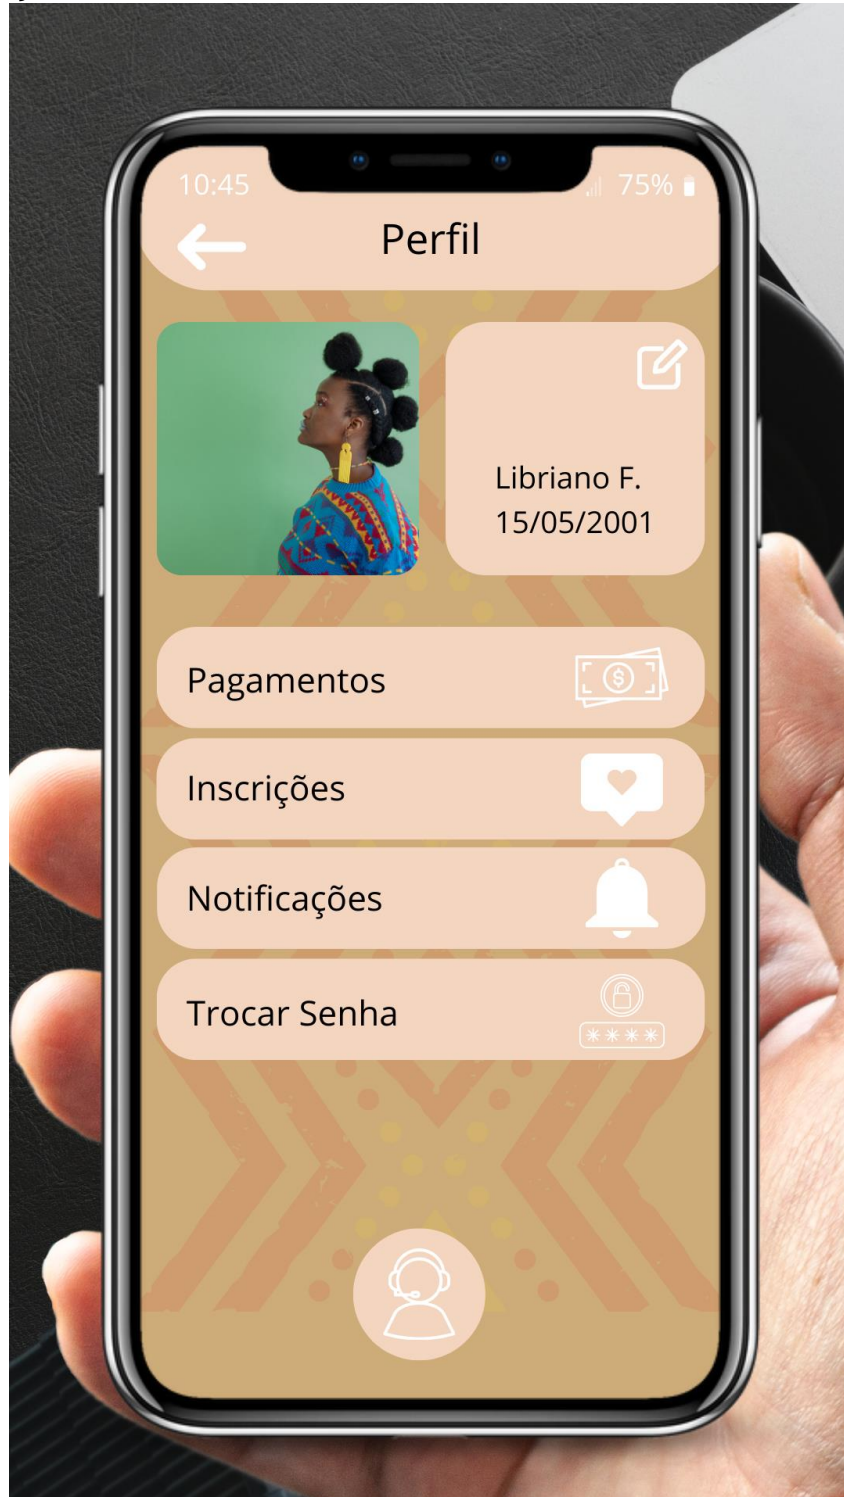 10:45
75%
Perfil
Libriano F.
15/05/2001
Pagamentos
Inscrições
Notificações
Trocar Senha
****